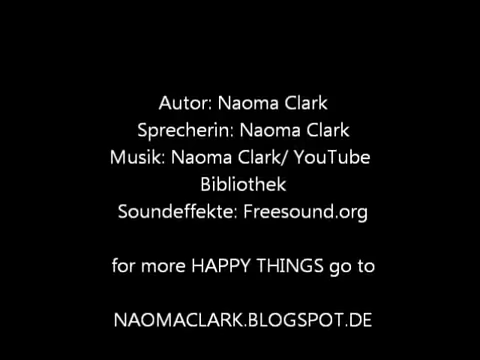 Autor: Naoma Clark
Sprecherin: Naoma Clark
Musik: Naoma Clark/ YouTube
Bibliothek
Soundeffekte: Freesound.org
for more HAPPY THINGS go to
NAOMACLARK.BLOGSPOT.DE